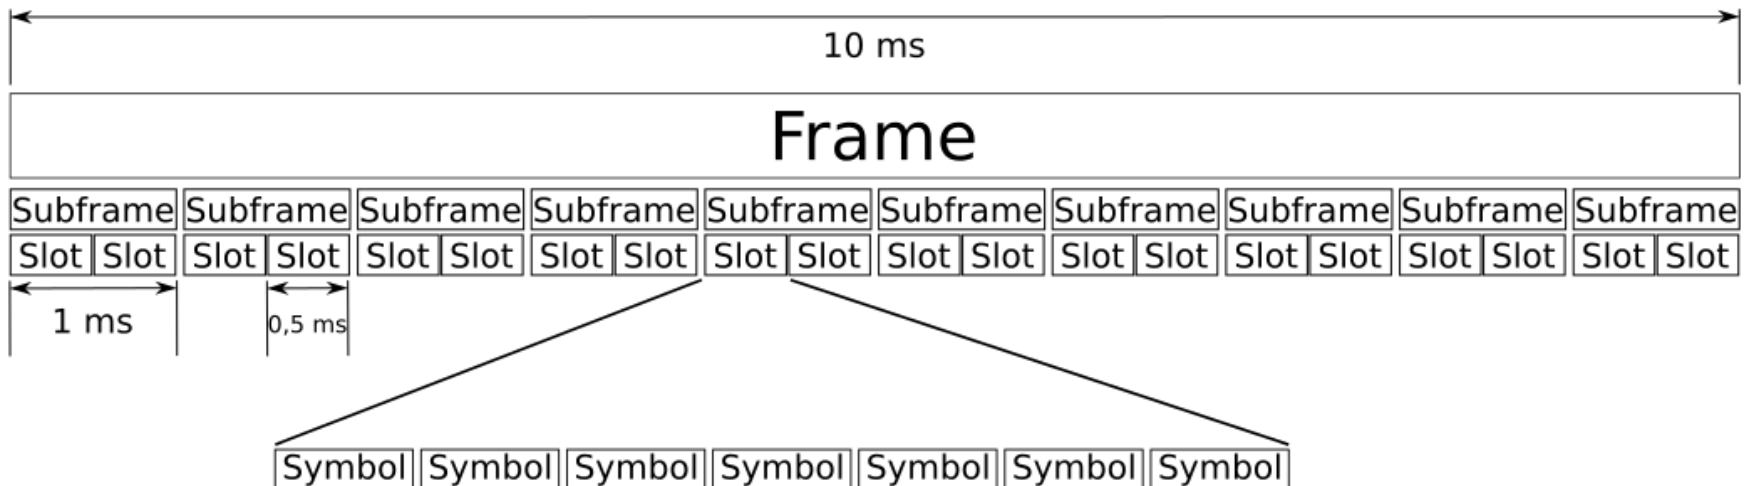 10 ms
Frame
Subframe Subframe Subframe Subframe Subframe Subframe Subframe Subframe Subframe Subframe
Slot Slot Slot Slot Slot Slot Slot Slot Slot Slot Slot Slot Slot Slot Slot Slot Slot Slot Slot Slot
1 ms 0,5 ms
Symbol Symbol Symbol Symbol Symbol Symbol Symbol